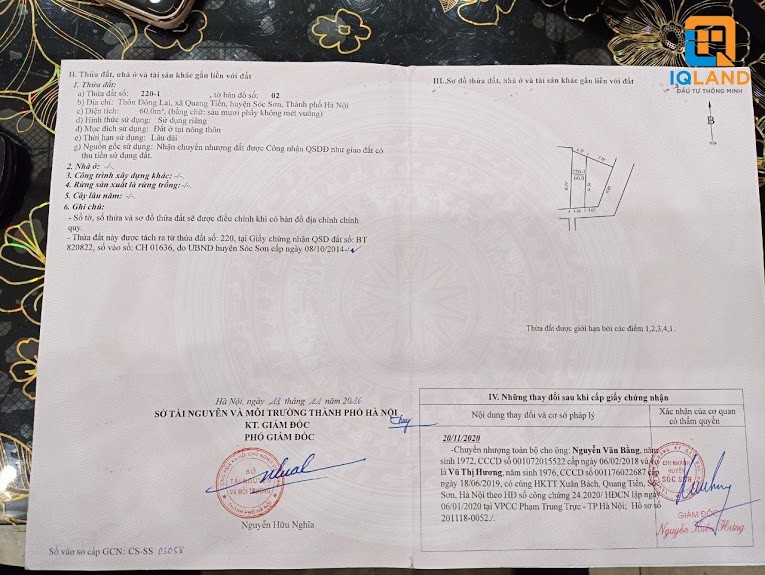 IQLAND
ĐẦU TƯ THÔNG MINH
II. Thửa đất, nhà ở và tài sản khác gắn liền với đất
1. Thửa đất:
a) Thửa đất số: 220-1 , tờ bản đồ số: 02
b) Địa chỉ: Thôn Đông Lai, xã Quang Tiến, huyện Sóc Sơn, Thành phố Hà Nội
c) Diện tích: 60,0m², (bằng chữ: sáu mươi phẩy không mét vuông)
d) Hình thức sử dụng: Sử dụng riêng
đ) Mục đích sử dụng: Đất ở tại nông thôn
e) Thời hạn sử dụng: Lâu dài
g) Nguồn gốc sử dụng: Nhận chuyển nhượng đất được Công nhận QSDĐ như giao đất có
thu tiền sử dụng đất.
2. Nhà ở: -/-
3. Công trình xây dựng khác: -/-
4. Rừng sản xuất là rừng trồng: -/-
5. Cây lâu năm: -/-
6. Ghi chú:
- Số tờ, số thửa và sơ đồ thửa đất sẽ được điều chỉnh khi có bản đồ địa chính chính
quy.
- Thửa đất này được tách ra từ thửa đất số: 220, tại Giấy chứng nhận QSD đất số: BT
820822, số vào sổ: CH 01636, do UBND huyện Sóc Sơn cấp ngày 08/10/2014./.
Hà Nội, ngày tháng năm 2016
SỞ TÀI NGUYÊN VÀ MÔI TRƯỜNG THÀNH PHỐ HÀ NỘI
KT. GIÁM ĐỐC
PHÓ GIÁM ĐỐC
SỞ
TÀI NGUYÊN
VÀ MÔI TRƯỜNG
Nguyễn Hữu Nghĩa
Số vào sổ cấp GCN: CS-SS 03058
III. Sơ đồ thửa đất, nhà ở và tài sản khác gắn liền với đất
B
220-1
60.0
Thửa đất được giới hạn bởi các điểm 1,2,3,4,1.
IV. Những thay đổi sau khi cấp giấy chứng nhận
Nội dung thay đổi và cơ sở pháp lý
Xác nhận của cơ quan
có thẩm quyền
20/11/2020
-Chuyển nhượng toàn bộ cho ông: Nguyễn Văn Bằng, năm
sinh 1972, CCCD số 001072015522 cấp ngày 06/02/2018 và vợ
là Vũ Thị Hương, năm sinh 1976, CCCD số 001176022687 cấp
ngày 18/06/2019, có cùng HKTT Xuân Bách, Quang Tiến, Sóc
Sơn, Hà Nội theo HĐ số công chứng 24.2020/ HĐCN lập ngày
06/01/2020 tại VPCC Phạm Trung Trực - TP Hà Nội; Hồ sơ số
201118-0052./.
CHI NHÁNH
HUYỆN
SÓC SƠN
GIÁM ĐỐC